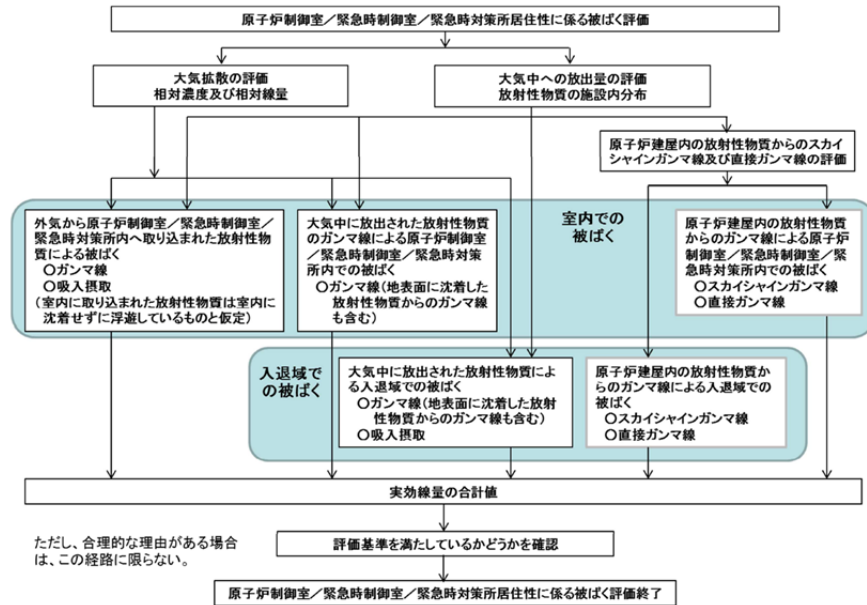 原子炉制御室／緊急時制御室／緊急時対策所居住性に係る被ばく評価
大気拡散の評価
相対濃度及び相対線量
大気中への放出量の評価
放射性物質の施設内分布
原子炉建屋内の放射性物質からのスカイ
シャインガンマ線及び直接ガンマ線の評価
室内での
被ばく
外気から原子炉制御室／緊急時制御室／
緊急時対策所内へ取り込まれた放射性物
質による被ばく
〇ガンマ線
〇吸入摂取
（室内に取り込まれた放射性物質は室内に
沈着せずに浮遊しているものと仮定）
大気中に放出された放射性物質
のガンマ線による原子炉制御室
／緊急時制御室／緊急時対策
所内での被ばく
〇ガンマ線（地表面に沈着した
放射性物質からのガンマ線
も含む）
原子炉建屋内の放射性物質
からのガンマ線による原子炉
制御室／緊急時制御室／緊
急時対策所内での被ばく
〇スカイシャインガンマ線
〇直接ガンマ線
入退域で
の被ばく
大気中に放出された放射性物質によ
る入退域での被ばく
〇ガンマ線（地表面に沈着した放射
性物質からのガンマ線も含む）
〇吸入摂取
原子炉建屋内の放射性物質か
らのガンマ線による入退域での
被ばく
〇スカイシャインガンマ線
〇直接ガンマ線
実効線量の合計値
ただし、合理的な理由がある場合
は、この経路に限らない。
評価基準を満たしているかどうかを確認
原子炉制御室／緊急時制御室／緊急時対策所居住性に係る被ばく評価終了